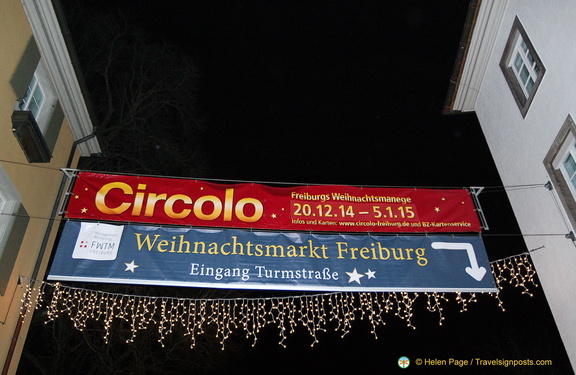 Circolo
Freiburgs Weihnachtsmanege
20.12.14 – 5.1.15
Infos und Karten: www.circolo-freiburg.de und BZ-Kartenservice
FWTM
FREIBURG
Weihnachtsmarkt Freiburg
Eingang Turmstraße
© Helen Page / Travelsignposts.com